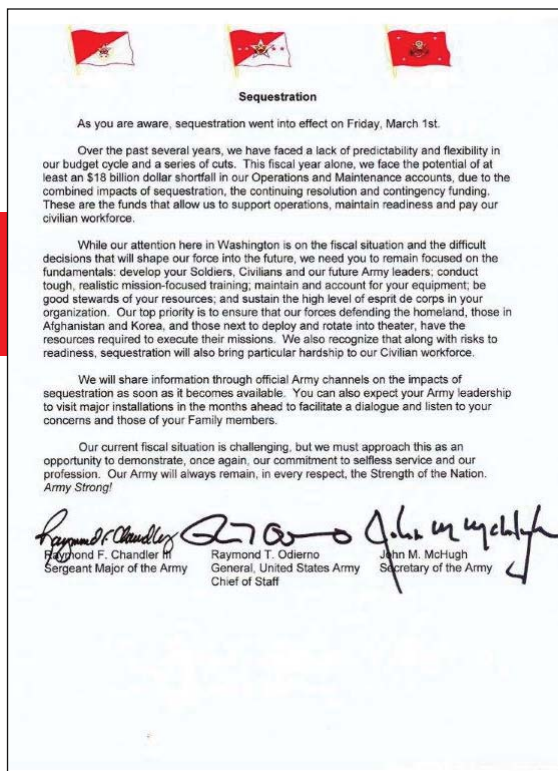 Sequestration
As you are aware, sequestration went into effect on Friday, March 1st.
Over the past several years, we have faced a lack of predictability and flexibility in
our budget cycle and a series of cuts. This fiscal year alone, we face the potential of at
least an $18 billion dollar shortfall in our Operations and Maintenance accounts, due to the
combined impacts of sequestration, the continuing resolution and contingency funding.
These are the funds that allow us to support operations, maintain readiness and pay our
civilian workforce.
While our attention here in Washington is on the fiscal situation and the difficult
decisions that will shape our force into the future, we need you to remain focused on the
fundamentals: develop your Soldiers, Civilians and our future Army leaders; conduct
tough, realistic mission-focused training; maintain and account for your equipment; be
good stewards of your resources; and sustain the high level of esprit de corps in your
organization. Our top priority is to ensure that our forces defending the homeland, those in
Afghanistan and Korea, and those next to deploy and rotate into theater, have the
resources required to execute their missions. We also recognize that along with risks to
readiness, sequestration will also bring particular hardship to our Civilian workforce.
We will share information through official Army channels on the impacts of
sequestration as soon as it becomes available. You can also expect your Army leadership
to visit major installations in the months ahead to facilitate a dialogue and listen to your
concerns and those of your Family members.
Our current fiscal situation is challenging, but we must approach this as an
opportunity to demonstrate, once again, our commitment to selfless service and our
profession. Our Army will always remain, in every respect, the Strength of the Nation.
Army Strong!
Raymond F. Chandler John M McHugh
Raymond F. Chandler III Raymond T. Odierno John M. McHugh
Sergeant Major of the Army General, United States Army Secretary of the Army
Chief of Staff